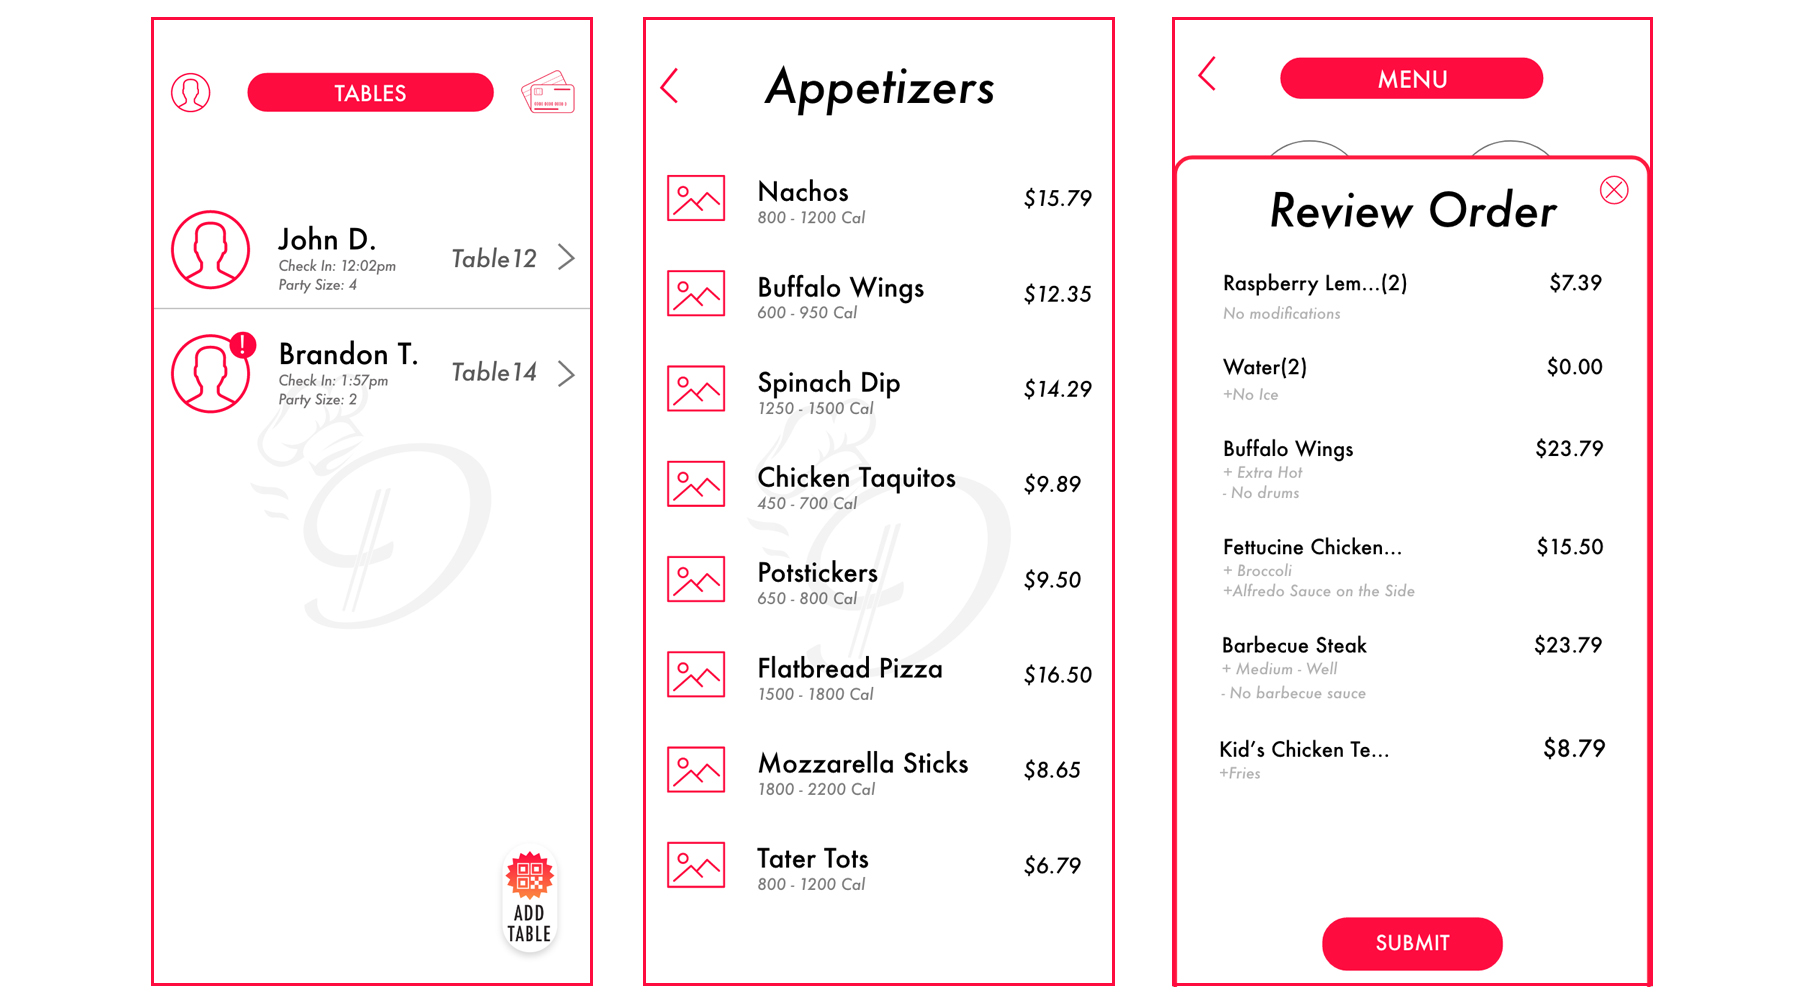 TABLES
John D.
Check In: 12:02pm
Party Size: 4
Table12
Brandon T.
Check In: 1:57pm
Party Size: 2
Table14
!
ADD
TABLE
Appetizers
Nachos
800 - 1200 Cal
$15.79
Buffalo Wings
600 - 950 Cal
$12.35
Spinach Dip
1250 - 1500 Cal
$14.29
Chicken Taquitos
450 - 700 Cal
$9.89
Potstickers
650 - 800 Cal
$9.50
Flatbread Pizza
1500 - 1800 Cal
$16.50
Mozzarella Sticks
1800 - 2200 Cal
$8.65
Tater Tots
800 - 1200 Cal
$6.79
MENU
Review Order
Raspberry Lem...(2) $7.39
No modifications
Water(2) $0.00
+No Ice
Buffalo Wings $23.79
+ Extra Hot
- No drums
Fettucine Chicken... $15.50
+ Broccoli
+Alfredo Sauce on the Side
Barbecue Steak $23.79
+ Medium - Well
- No barbecue sauce
Kid's Chicken Te... $8.79
+Fries
SUBMIT
D